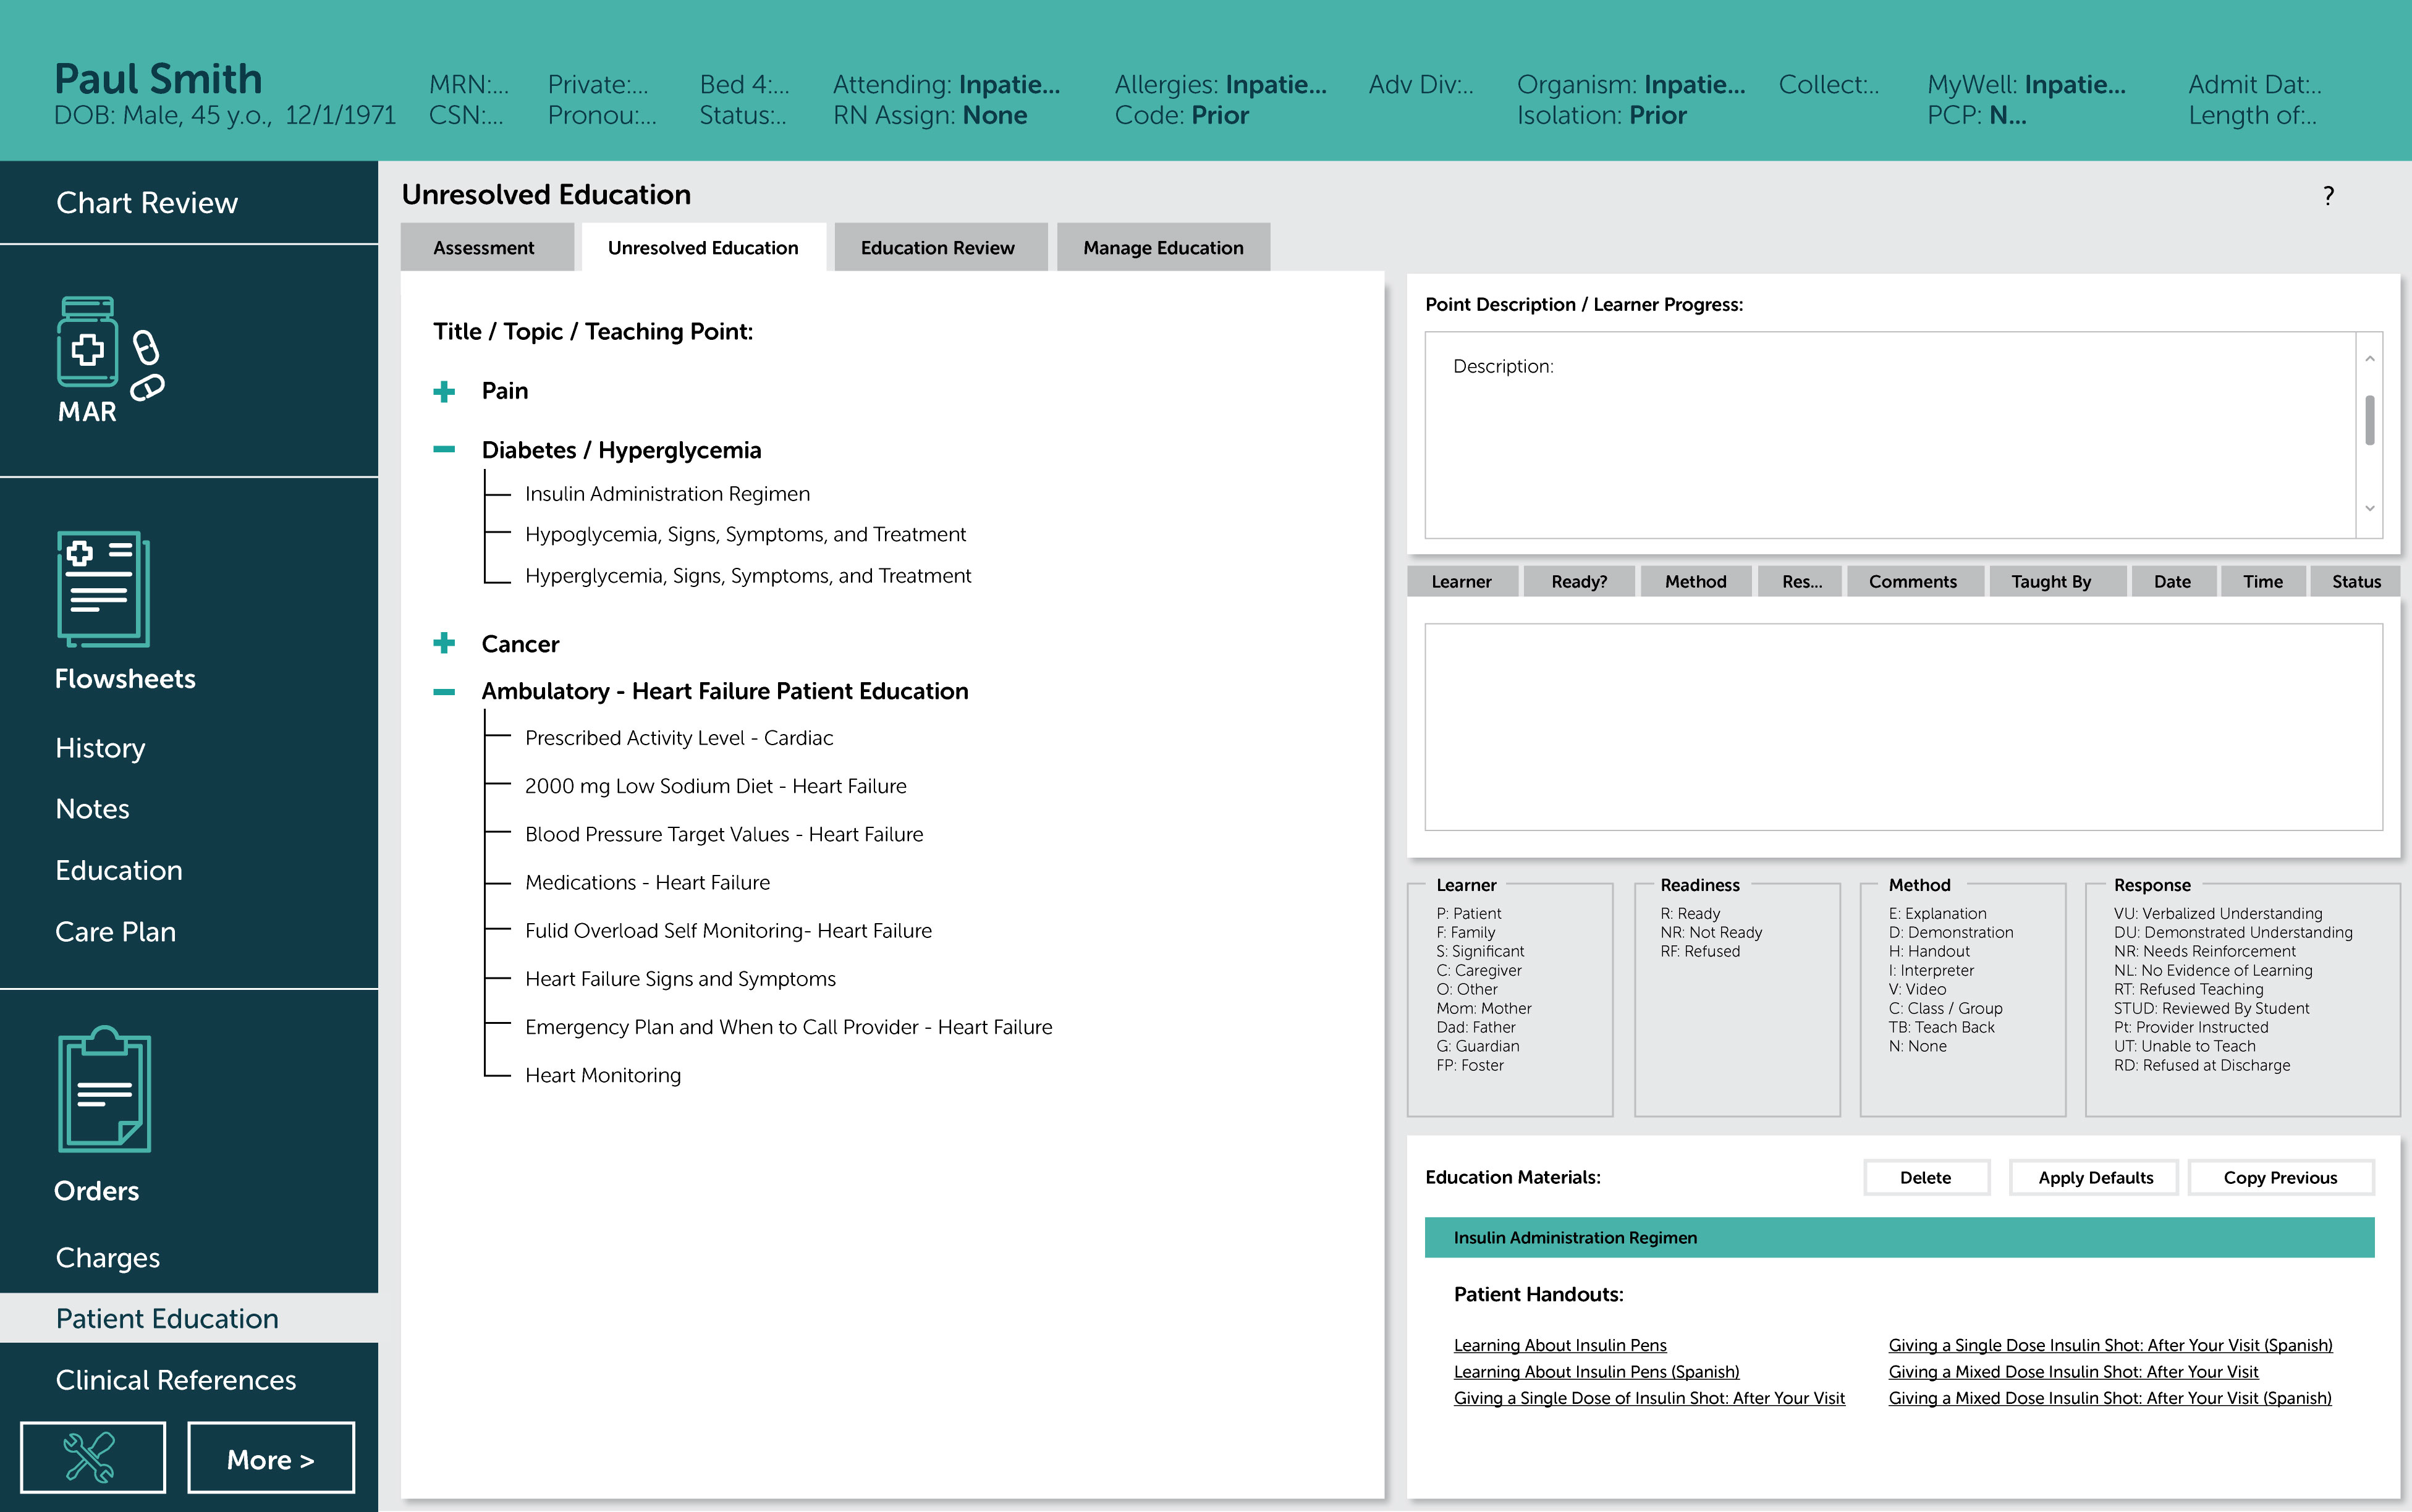 Paul Smith
DOB: Male, 45 y.o., 12/1/1971
MRN:...
CSN:...
Private:...
Pronou:...
Bed 4:...
Status:..
Attending: Inpatie...
RN Assign: None
Allergies: Inpatie...
Code: Prior
Adv Div:..
Organism: Inpatie...
Isolation: Prior
Collect:..
MyWell: Inpatie...
PCP: N...
Admit Dat:..
Length of:..
Chart Review
MAR
Flowsheets
History
Notes
Education
Care Plan
Orders
Charges
Patient Education
Clinical References
More >
Unresolved Education
?
Assessment
Unresolved Education
Education Review
Manage Education
Title / Topic / Teaching Point:
Pain
Diabetes / Hyperglycemia
Insulin Administration Regimen
Hypoglycemia, Signs, Symptoms, and Treatment
Hyperglycemia, Signs, Symptoms, and Treatment
Cancer
Ambulatory - Heart Failure Patient Education
Prescribed Activity Level - Cardiac
2000 mg Low Sodium Diet - Heart Failure
Blood Pressure Target Values - Heart Failure
Medications - Heart Failure
Fulid Overload Self Monitoring- Heart Failure
Heart Failure Signs and Symptoms
Emergency Plan and When to Call Provider - Heart Failure
Heart Monitoring
Point Description / Learner Progress:
Description:
Learner
Ready?
Method
Res...
Comments
Taught By
Date
Time
Status
Learner
P: Patient
F: Family
S: Significant
C: Caregiver
O: Other
Mom: Mother
Dad: Father
G: Guardian
FP: Foster
Readiness
R: Ready
NR: Not Ready
RF: Refused
Method
E: Explanation
D: Demonstration
H: Handout
I: Interpreter
V: Video
C: Class / Group
TB: Teach Back
N: None
Response
VU: Verbalized Understanding
DU: Demonstrated Understanding
NR: Needs Reinforcement
NL: No Evidence of Learning
RT: Refused Teaching
STUD: Reviewed By Student
Pt: Provider Instructed
UT: Unable to Teach
RD: Refused at Discharge
Education Materials:
Delete
Apply Defaults
Copy Previous
Insulin Administration Regimen
Patient Handouts:
Learning About Insulin Pens
Learning About Insulin Pens (Spanish)
Giving a Single Dose of Insulin Shot: After Your Visit
Giving a Single Dose Insulin Shot: After Your Visit (Spanish)
Giving a Mixed Dose Insulin Shot: After Your Visit
Giving a Mixed Dose Insulin Shot: After Your Visit (Spanish)